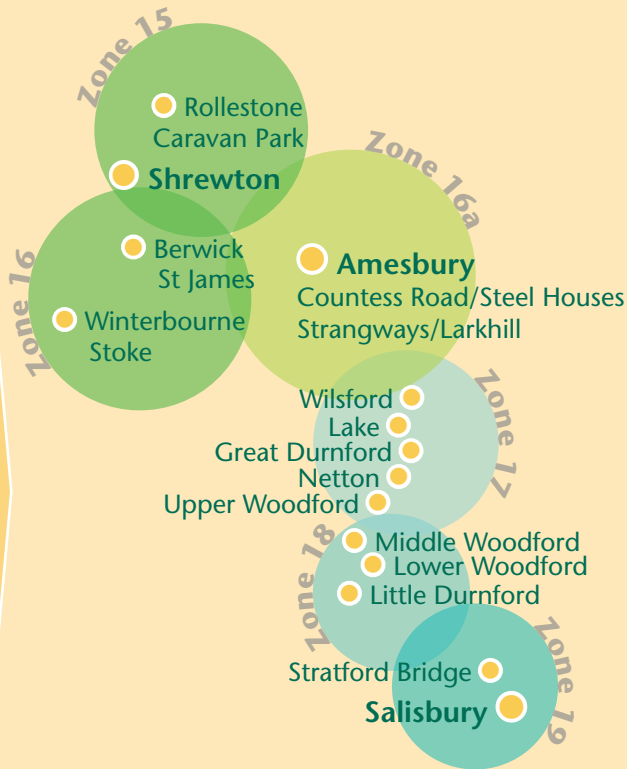 Zone 15
Rollestone
Caravan Park
Shrewton
Zone 16a
Zone 16
Berwick
St James
Winterbourne
Stoke
Amesbury
Countess Road/Steel Houses
Strangways/Larkhill
Zone 17
Wilsford
Lake
Great Durnford
Netton
Upper Woodford
Zone 18
Middle Woodford
Lower Woodford
Little Durnford
Zone 19
Stratford Bridge
Salisbury